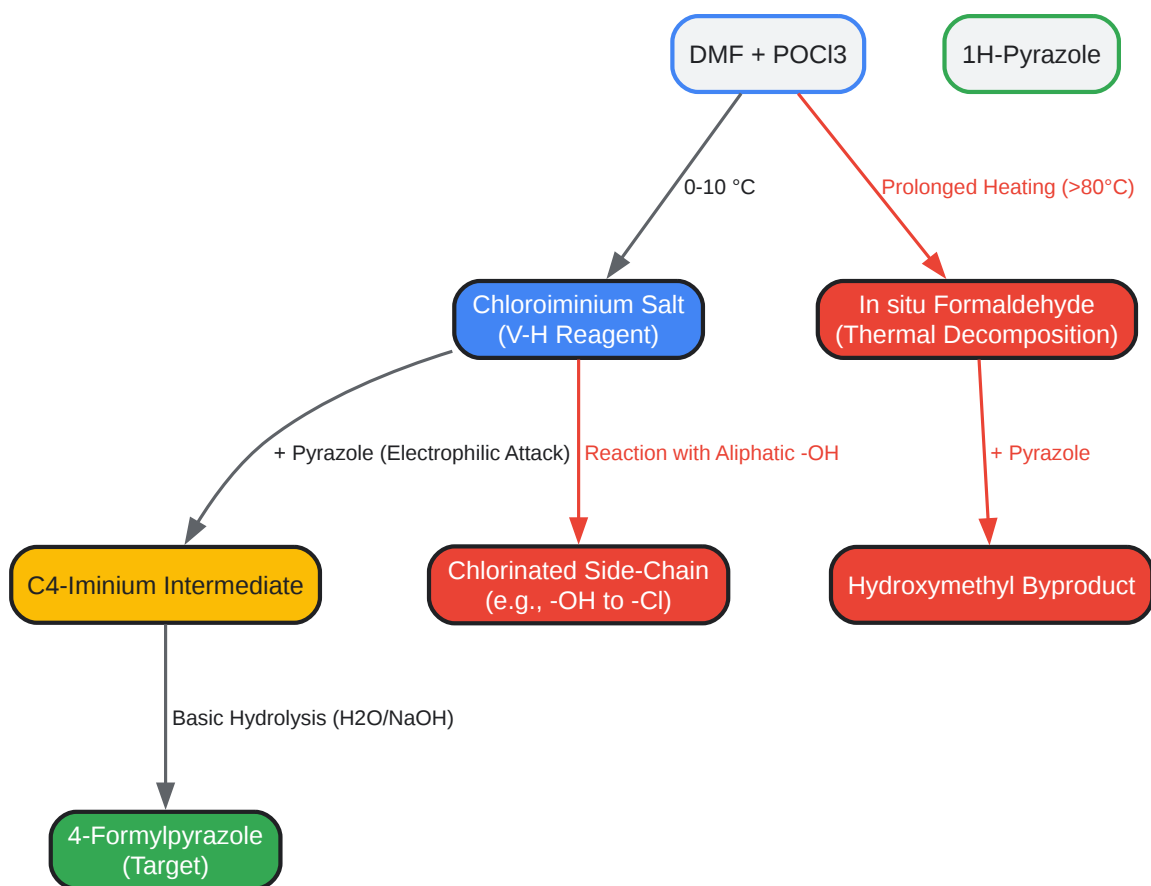 DMF + POCl3
1H-Pyrazole
0-10 °C
Prolonged Heating (>80°C)
Chloroiminium Salt
(V-H Reagent)
In situ Formaldehyde
(Thermal Decomposition)
+ Pyrazole (Electrophilic Attack)
Reaction with Aliphatic -OH
+ Pyrazole
C4-Iminium Intermediate
Chlorinated Side-Chain
(e.g., -OH to -Cl)
Hydroxymethyl Byproduct
Basic Hydrolysis (H2O/NaOH)
4-Formylpyrazole
(Target)